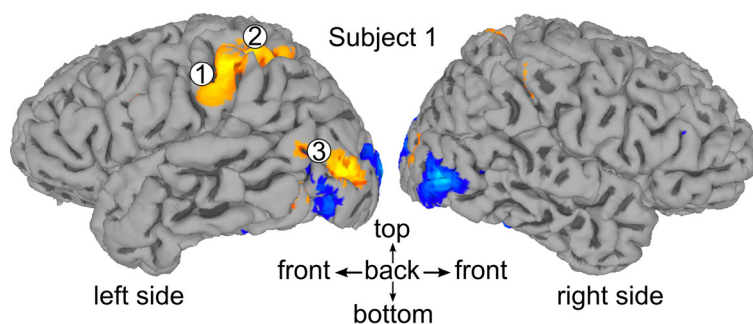 Subject 1
①
②
③
top
front back front
bottom
left side
right side